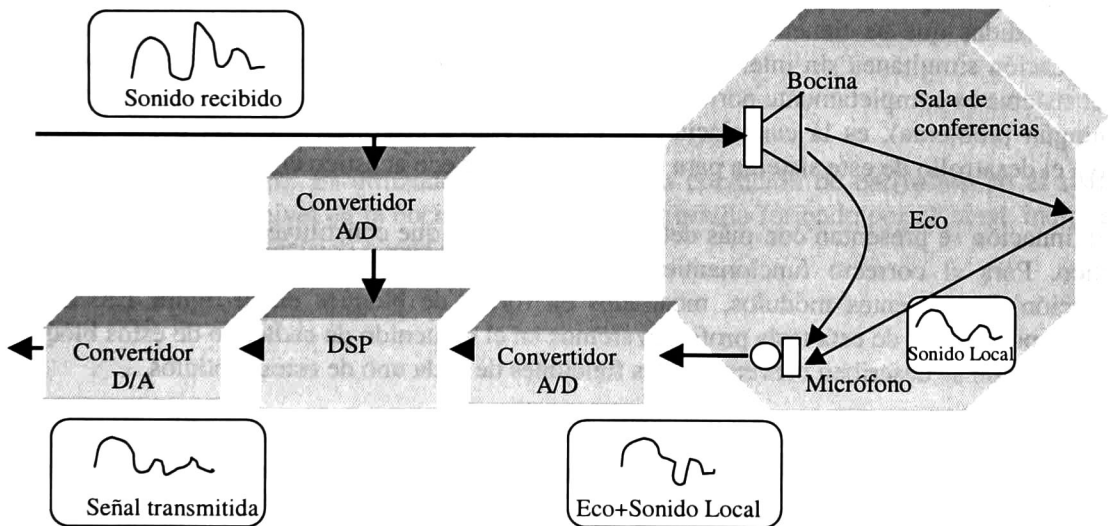 Sonido recibido
Bocina
Sala de
conferencias
Convertidor
A/D
Eco
Convertidor
D/A
DSP
Convertidor
A/D
Micrófono
Sonido Local
Señal transmitida
Eco+Sonido Local